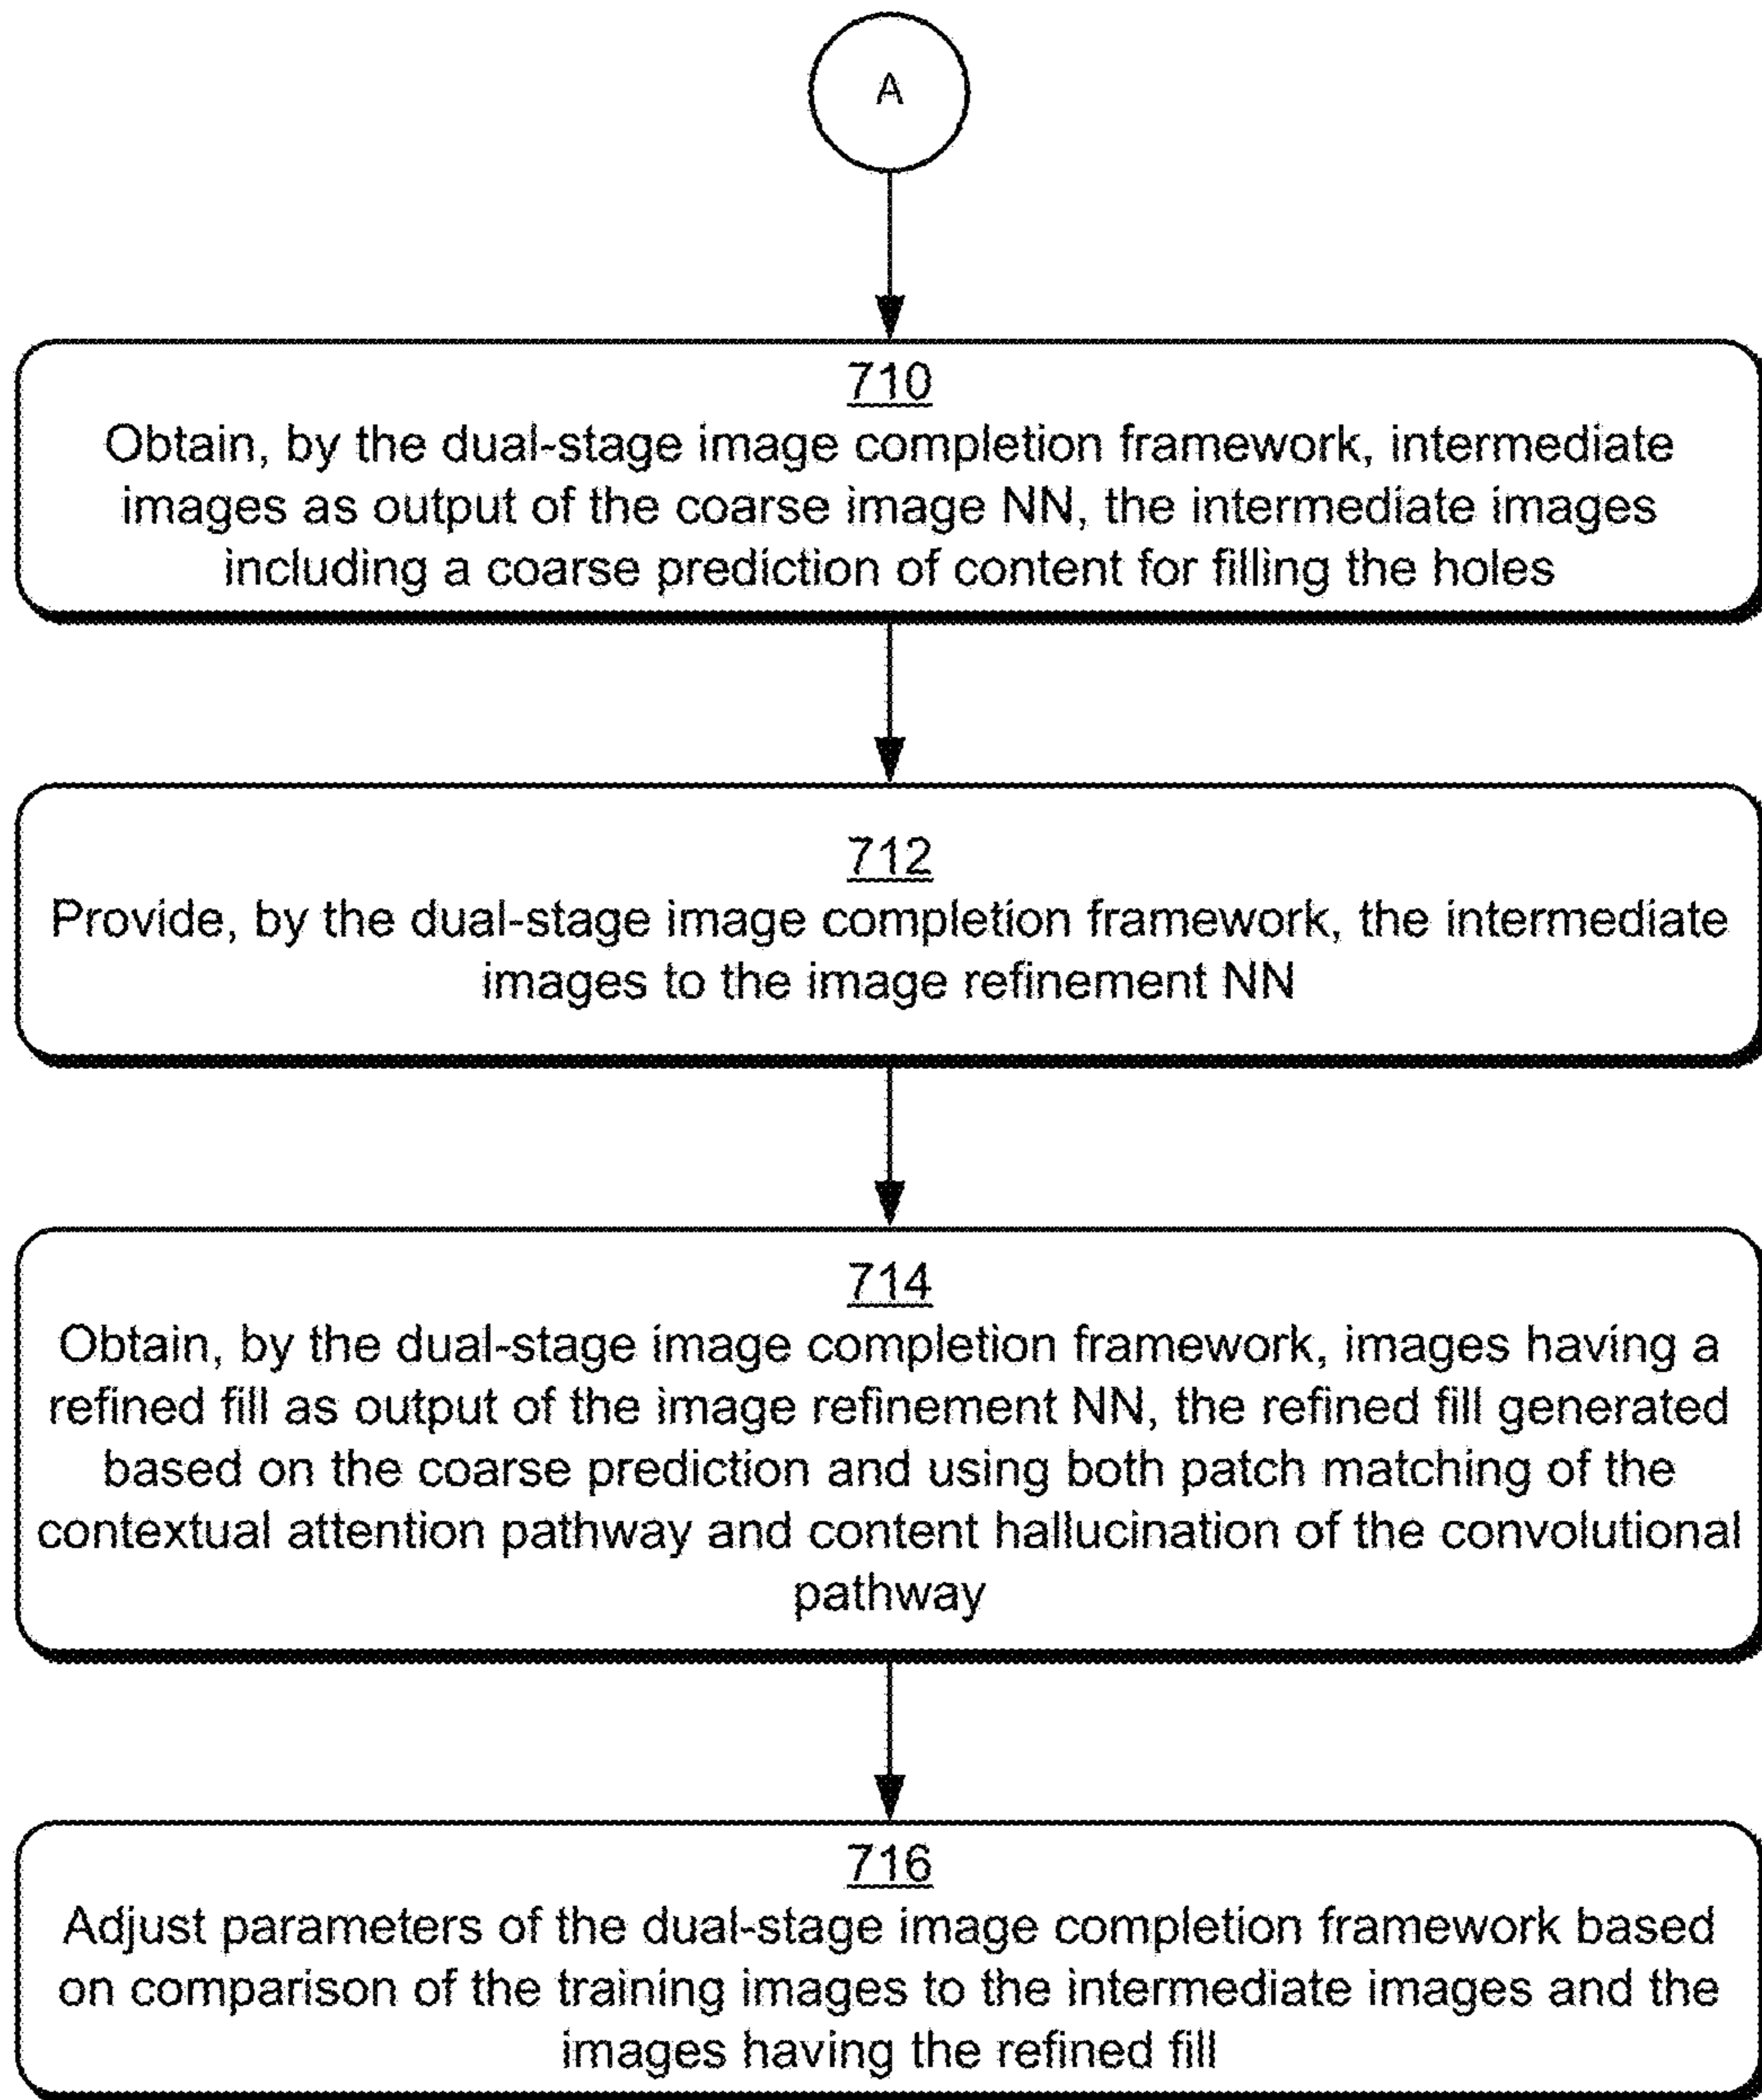 A
710
Obtain, by the dual-stage image completion framework, intermediate
images as output of the coarse image NN, the intermediate images
including a coarse prediction of content for filling the holes
712
Provide, by the dual-stage image completion framework, the intermediate
images to the image refinement NN
714
Obtain, by the dual-stage image completion framework, images having a
refined fill as output of the image refinement NN, the refined fill generated
based on the coarse prediction and using both patch matching of the
contextual attention pathway and content hallucination of the convolutional
pathway
716
Adjust parameters of the dual-stage image completion framework based
on comparison of the training images to the intermediate images and the
images having the refined fill